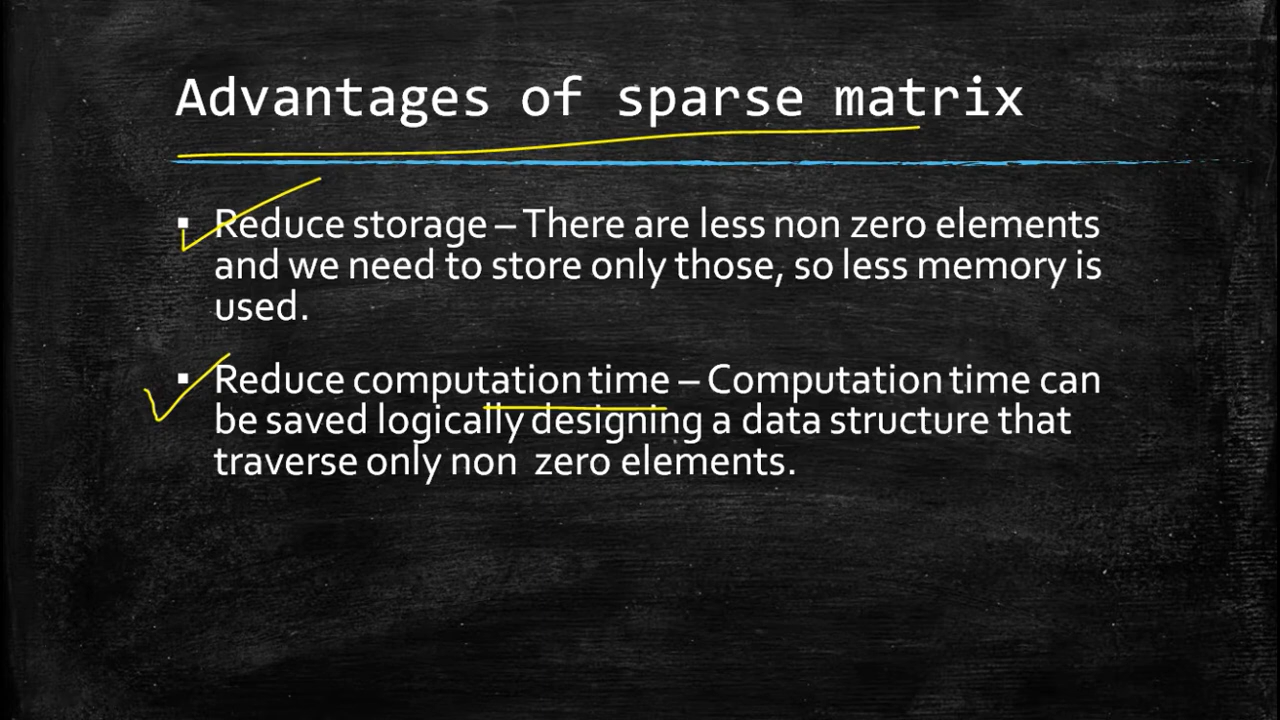 Advantages of sparse matrix
▪ Reduce storage – There are less non zero elements
and we need to store only those, so less memory is
used.
▪ Reduce computation time – Computation time can
be saved logically designing a data structure that
traverse only non zero elements.